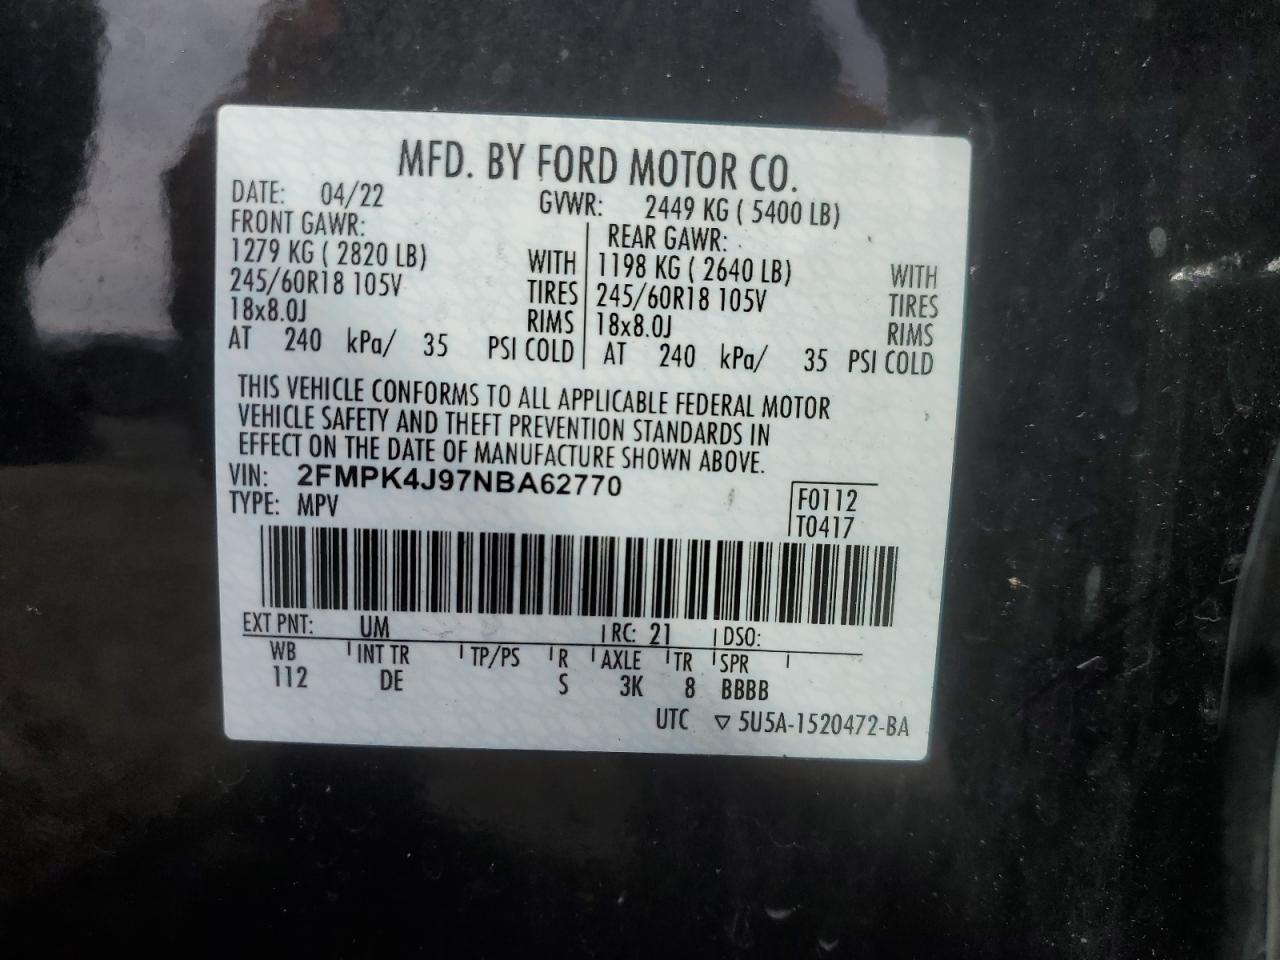 MFD. BY FORD MOTOR CO.
DATE: 04/22 GVWR: 2449 KG ( 5400 LB)
FRONT GAWR: REAR GAWR:
1279 KG ( 2820 LB) WITH 1198 KG ( 2640 LB) WITH
245/60R18 105V TIRES 245/60R18 105V TIRES
18x8.0J RIMS 18x8.0J RIMS
AT 240 kPa/ 35 PSI COLD AT 240 kPa/ 35 PSI COLD
THIS VEHICLE CONFORMS TO ALL APPLICABLE FEDERAL MOTOR
VEHICLE SAFETY AND THEFT PREVENTION STANDARDS IN
EFFECT ON THE DATE OF MANUFACTURE SHOWN ABOVE.
VIN: 2FMPK4J97NBA62770
TYPE: MPV F0112
T0417
EXT PNT: UM RC: 21 DSO:
WB INT TR TP/PS R AXLE TR SPR
112 DE S 3K 8 BBBB
UTC ▽ 5U5A-1520472-BA